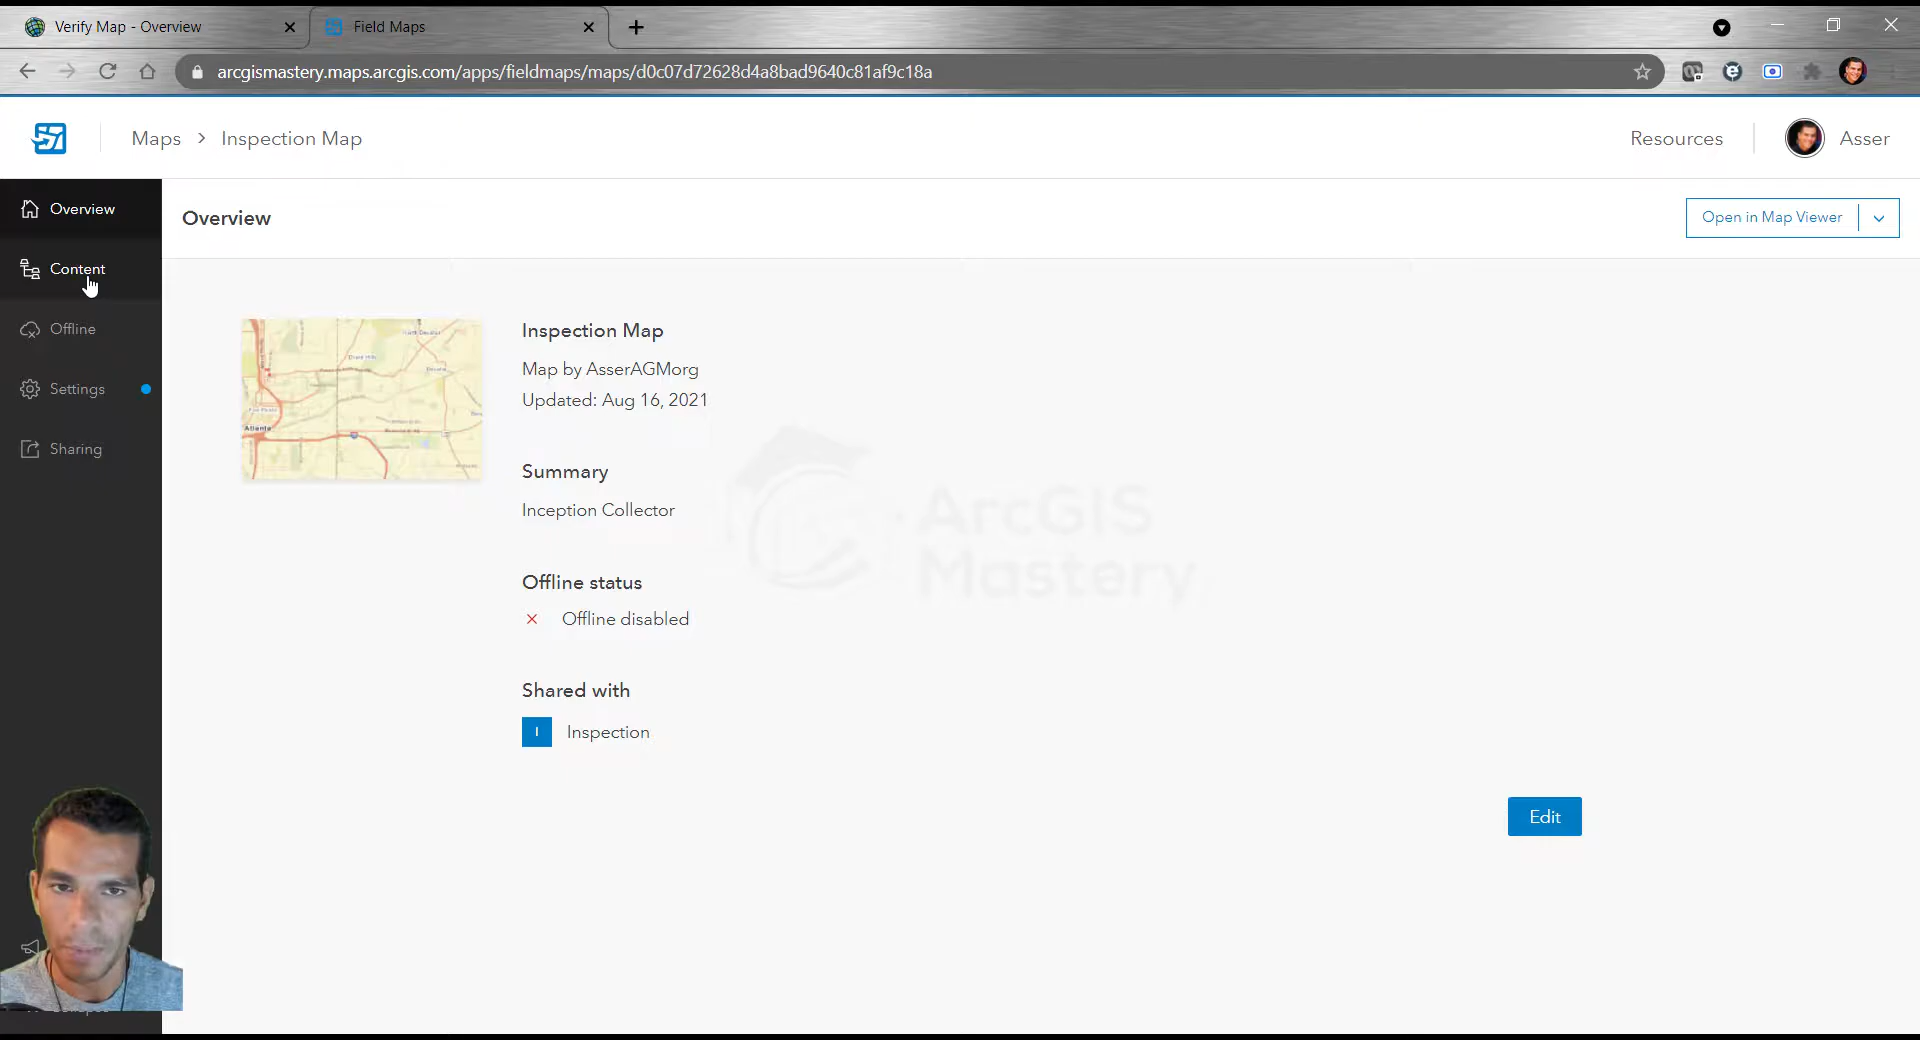 Verify Map - Overview
Field Maps
arcgismastery.maps.arcgis.com/apps/fieldmaps/maps/d0c07d72628d4a8bad9640c81af9c18a
Maps > Inspection Map
Resources
Asser
Overview
Content
Offline
Settings
Sharing
Overview
Open in Map Viewer
Atlanta
Inspection Map
Map by AsserAGMorg
Updated: Aug 16, 2021
Summary
Inception Collector
Offline status
Offline disabled
Shared with
I
Inspection
ArcGIS
Mastery
Edit